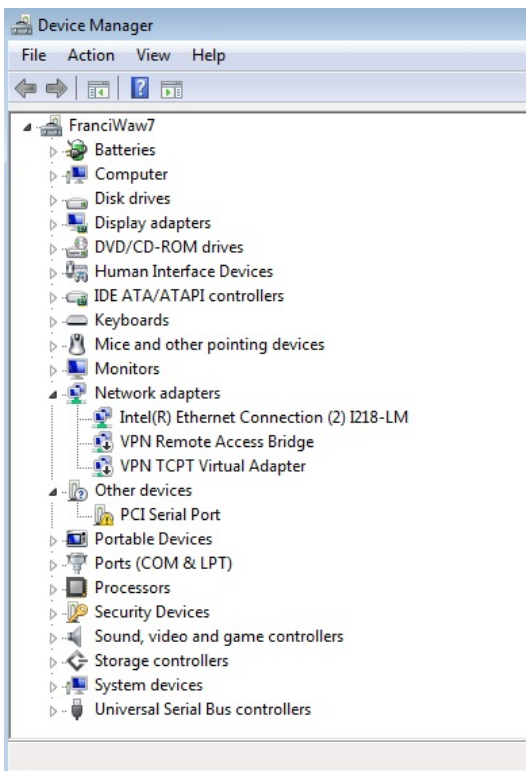 Device Manager
File Action View Help
FranciWaw7
Batteries
Computer
Disk drives
Display adapters
DVD/CD-ROM drives
Human Interface Devices
IDE ATA/ATAPI controllers
Keyboards
Mice and other pointing devices
Monitors
Network adapters
Intel(R) Ethernet Connection (2) I218-LM
VPN Remote Access Bridge
VPN TCPT Virtual Adapter
Other devices
PCI Serial Port
Portable Devices
Ports (COM & LPT)
Processors
Security Devices
Sound, video and game controllers
Storage controllers
System devices
Universal Serial Bus controllers